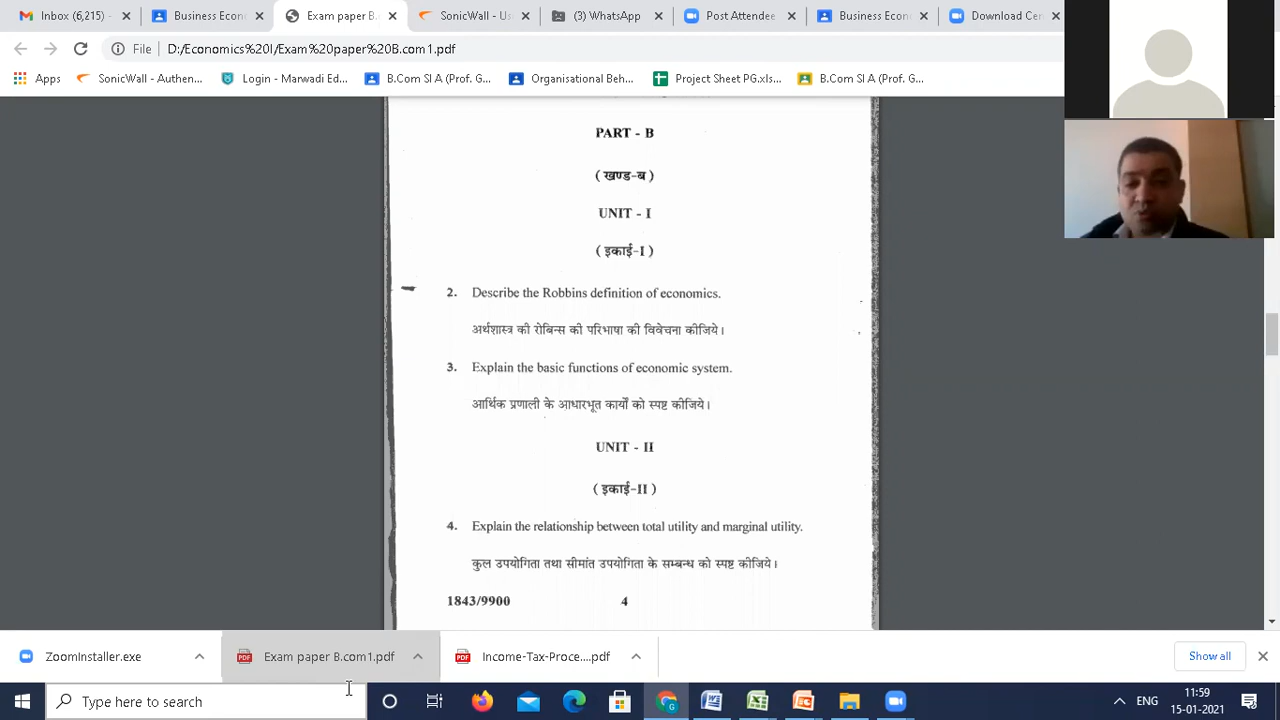 Inbox (6,215)
Business Econ
Exam paper B.
SonicWall - Us
(3) WhatsApp
Post Attendee
Business Econ
Download Cer
File
D:/Economics%20I/Exam%20paper%20B.com1.pdf
Apps
SonicWall - Authen...
Login - Marwadi Ed...
B.Com SI A (Prof. G...
Organisational Beh...
Project Seet PG.xls...
B.Com SI A (Prof. G...
PART - B
( खण्ड-ब )
UNIT - I
( इकाई-I )
2. Describe the Robbins definition of economics.
अर्थशास्त्र की रोबिन्स की परिभाषा की विवेचना कीजिये।
3. Explain the basic functions of economic system.
आर्थिक प्रणाली के आधारभूत कार्यों को स्पष्ट कीजिये।
UNIT - II
( इकाई-II )
4. Explain the relationship between total utility and marginal utility.
कुल उपयोगिता तथा सीमांत उपयोगिता के सम्बन्ध को स्पष्ट कीजिये।
1843/9900
4
ZoomInstaller.exe
Exam paper B.com1.pdf
Income-Tax-Proce....pdf
Show all
Type here to search
ENG
11:59
15-01-2021